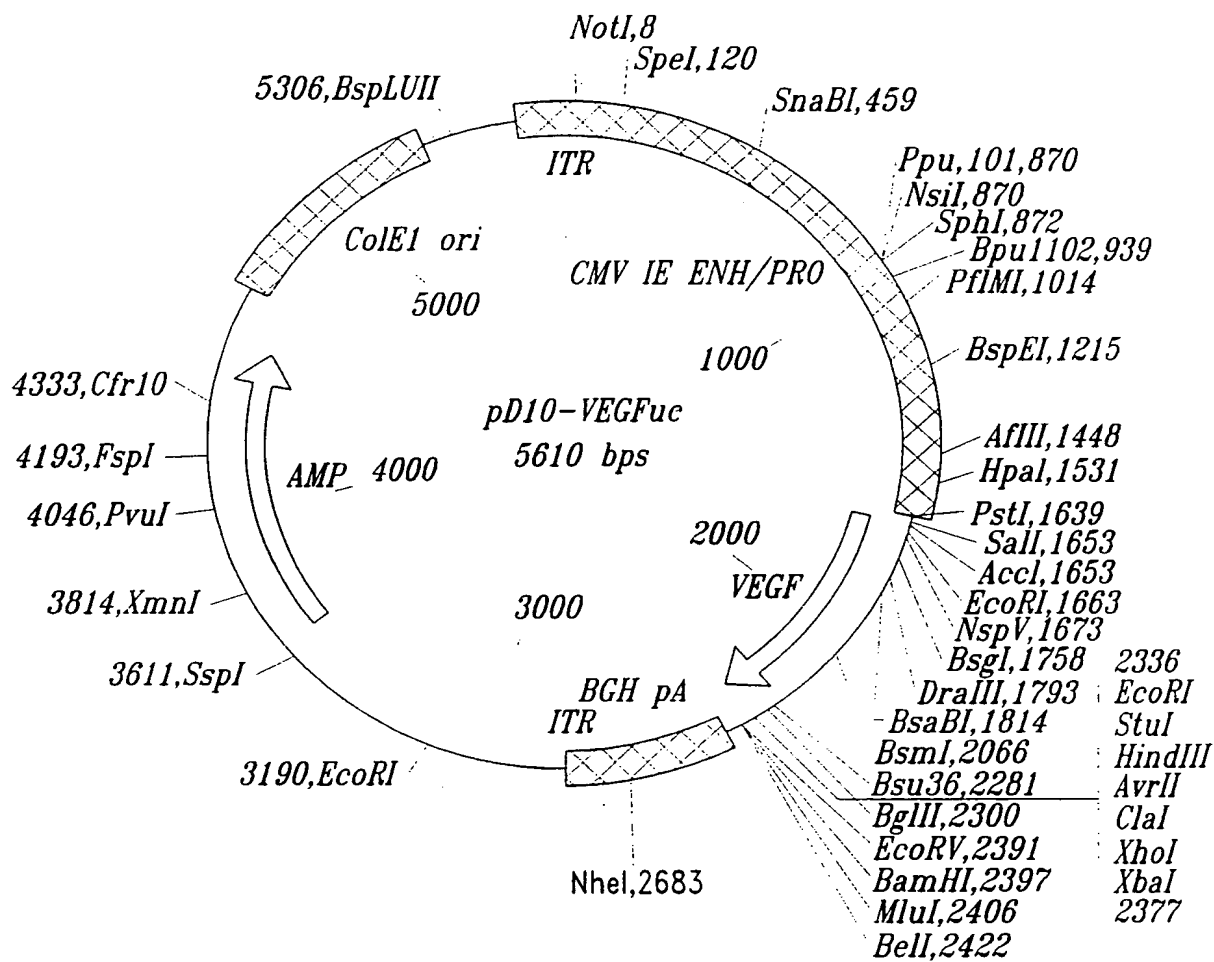 NotI,8
SpeI,120
5306,BspLUII
SnaBI,459
ITR
Ppu,101,870
NsiI,870
SphI,872
ColE1 ori
Bpu1102,939
CMV IE ENH/PRO
PflMI,1014
5000
1000
BspEI,1215
4333,Cfr10
pD10-VEGFuc
5610 bps
AflII,1448
4193,FspI
AMP
4000
HpaI,1531
4046,PvuI
PstI,1639
2000
SalI,1653
VEGF
AccI,1653
3814,XmnI
3000
EcoRI,1663
NspV,1673
3611,SspI
BsgI,1758
2336
BGH pA
DraIII,1793
EcoRI
ITR
BsaBI,1814
StuI
3190,EcoRI
BsmI,2066
HindIII
Bsu36,2281
AvrII
BglII,2300
ClaI
EcoRV,2391
XhoI
NheI,2683
BamHI,2397
XbaI
MluI,2406
2377
BelI,2422